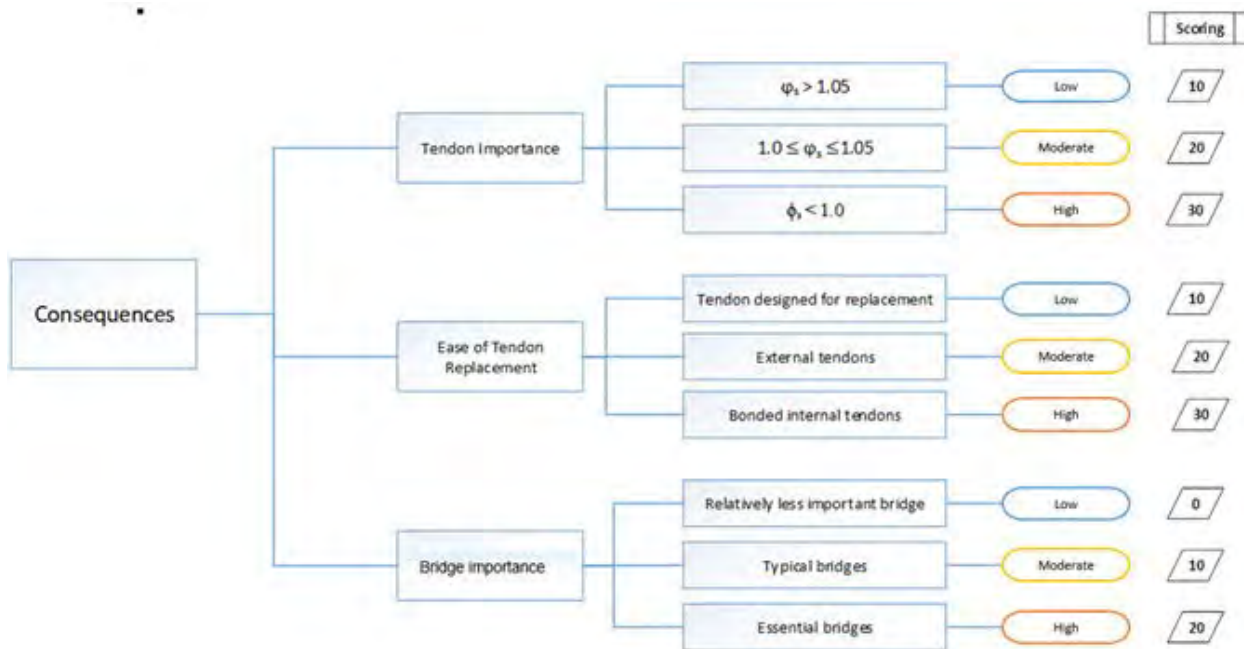 Scoring
φs > 1.05
Low
10
Tendon Importance
1.0 ≤ φs ≤ 1.05
Moderate
20
ϕs < 1.0
High
30
Consequences
Tendon designed for replacement
Low
10
Ease of Tendon
Replacement
External tendons
Moderate
20
Bonded internal tendons
High
30
Relatively less important bridge
Low
0
Bridge importance
Typical bridges
Moderate
10
Essential bridges
High
20